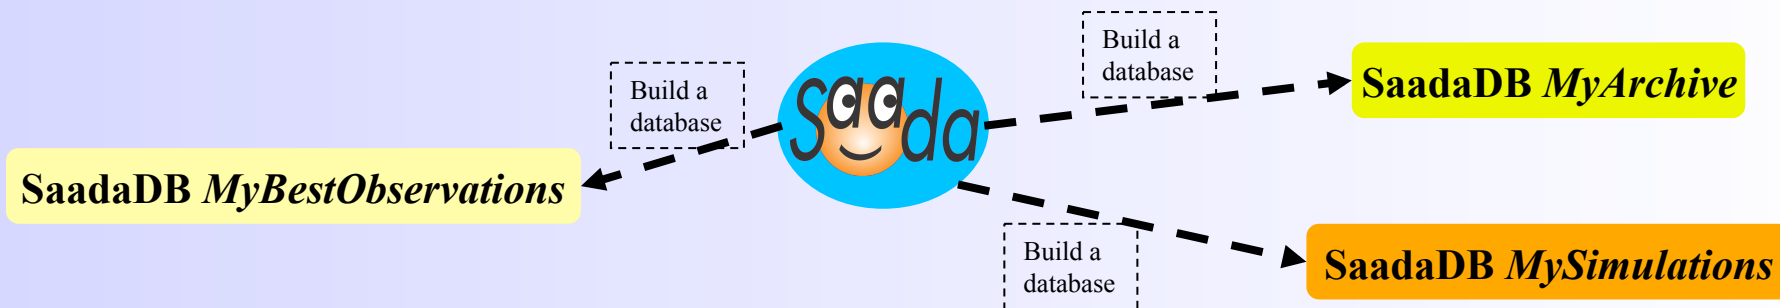 Build a
database
SaadaDB MyBestObservations
Saada
Build a
database
SaadaDB MyArchive
Build a
database
SaadaDB MySimulations